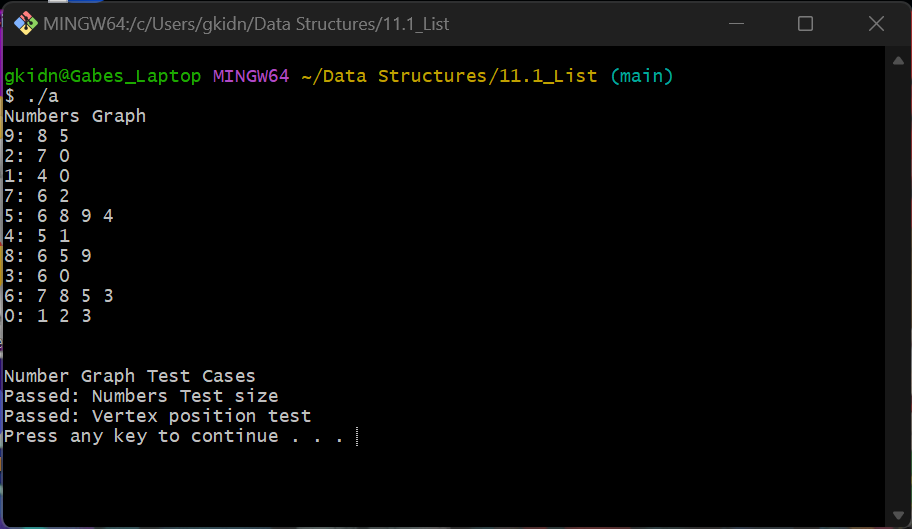 MINGW64:/c/Users/gkidn/Data Structures/11.1_List
gkidn@Gabes_Laptop MINGW64 ~/Data Structures/11.1_List (main)
$ ./a
Numbers Graph
9: 8 5
2: 7 0
1: 4 0
7: 6 2
5: 6 8 9 4
4: 5 1
8: 6 5 9
3: 6 0
6: 7 8 5 3
0: 1 2 3
Number Graph Test Cases
Passed: Numbers Test size
Passed: Vertex position test
Press any key to continue . . .